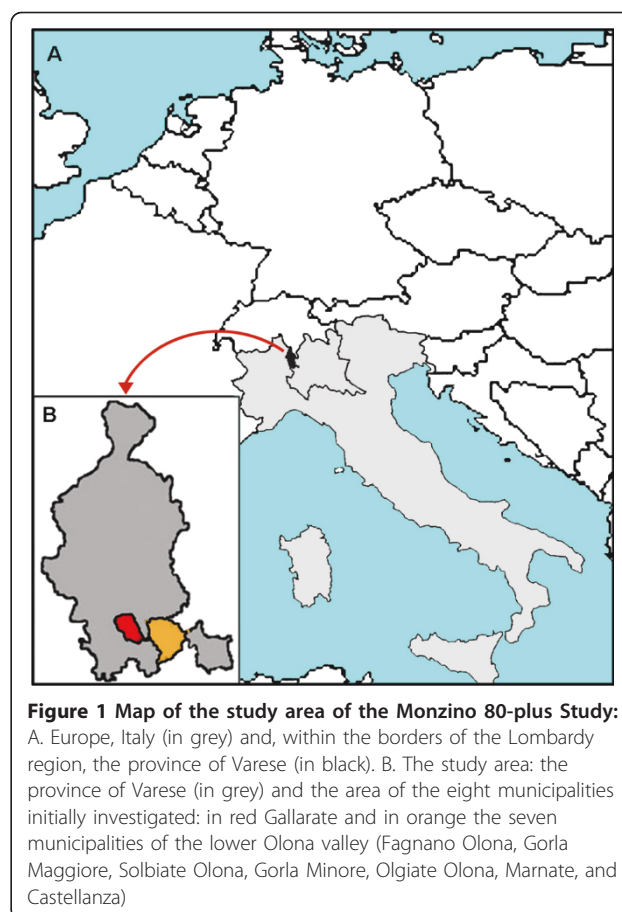 A
B
Figure 1 Map of the study area of the Monzino 80-plus Study:
A. Europe, Italy (in grey) and, within the borders of the Lombardy
region, the province of Varese (in black). B. The study area: the
province of Varese (in grey) and the area of the eight municipalities
initially investigated: in red Gallarate and in orange the seven
municipalities of the lower Olona valley (Fagnano Olona, Gorla
Maggiore, Solbiate Olona, Gorla Minore, Olgiate Olona, Marnate, and
Castellanza)